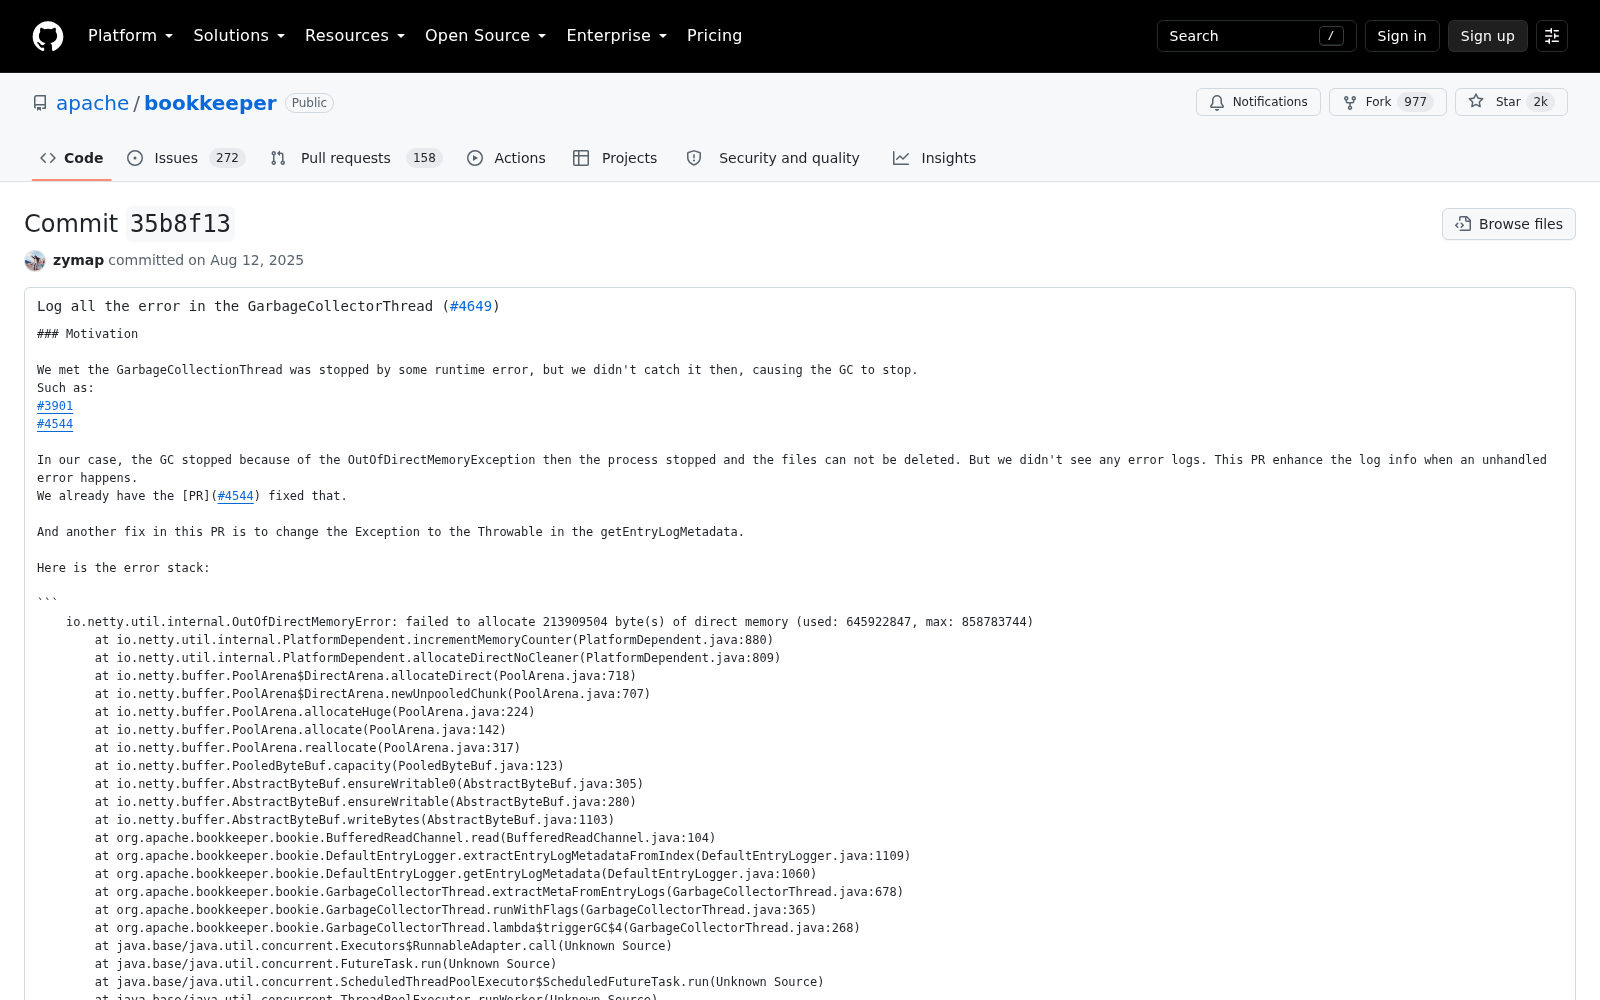 Platform Solutions Resources Open Source Enterprise Pricing Search / Sign in Sign up
apache / bookkeeper Public Notifications Fork 977 Star 2k
Code Issues 272 Pull requests 158 Actions Projects Security and quality Insights
Commit 35b8f13 Browse files
zymap committed on Aug 12, 2025
Log all the error in the GarbageCollectorThread (#4649)
### Motivation
We met the GarbageCollectionThread was stopped by some runtime error, but we didn't catch it then, causing the GC to stop.
Such as:
#3901
#4544
In our case, the GC stopped because of the OutOfDirectMemoryException then the process stopped and the files can not be deleted. But we didn't see any error logs. This PR enhance the log info when an unhandled
error happens.
We already have the [PR](#4544) fixed that.
And another fix in this PR is to change the Exception to the Throwable in the getEntryLogMetadata.
Here is the error stack:
```
io.netty.util.internal.OutOfDirectMemoryError: failed to allocate 213909504 byte(s) of direct memory (used: 645922847, max: 858783744)
at io.netty.util.internal.PlatformDependent.incrementMemoryCounter(PlatformDependent.java:880)
at io.netty.util.internal.PlatformDependent.allocateDirectNoCleaner(PlatformDependent.java:809)
at io.netty.buffer.PoolArena$DirectArena.allocateDirect(PoolArena.java:718)
at io.netty.buffer.PoolArena$DirectArena.newUnpooledChunk(PoolArena.java:707)
at io.netty.buffer.PoolArena.allocateHuge(PoolArena.java:224)
at io.netty.buffer.PoolArena.allocate(PoolArena.java:142)
at io.netty.buffer.PoolArena.reallocate(PoolArena.java:317)
at io.netty.buffer.PooledByteBuf.capacity(PooledByteBuf.java:123)
at io.netty.buffer.AbstractByteBuf.ensureWritable0(AbstractByteBuf.java:305)
at io.netty.buffer.AbstractByteBuf.ensureWritable(AbstractByteBuf.java:280)
at io.netty.buffer.AbstractByteBuf.writeBytes(AbstractByteBuf.java:1103)
at org.apache.bookkeeper.bookie.BufferedReadChannel.read(BufferedReadChannel.java:104)
at org.apache.bookkeeper.bookie.DefaultEntryLogger.extractEntryLogMetadataFromIndex(DefaultEntryLogger.java:1109)
at org.apache.bookkeeper.bookie.DefaultEntryLogger.getEntryLogMetadata(DefaultEntryLogger.java:1060)
at org.apache.bookkeeper.bookie.GarbageCollectorThread.extractMetaFromEntryLogs(GarbageCollectorThread.java:678)
at org.apache.bookkeeper.bookie.GarbageCollectorThread.runWithFlags(GarbageCollectorThread.java:365)
at org.apache.bookkeeper.bookie.GarbageCollectorThread.lambda$triggerGC$4(GarbageCollectorThread.java:268)
at java.base/java.util.concurrent.Executors$RunnableAdapter.call(Unknown Source)
at java.base/java.util.concurrent.FutureTask.run(Unknown Source)
at java.base/java.util.concurrent.ScheduledThreadPoolExecutor$ScheduledFutureTask.run(Unknown Source)
at java.base/java.util.concurrent.ThreadPoolExecutor.runWorker(Unknown Source)